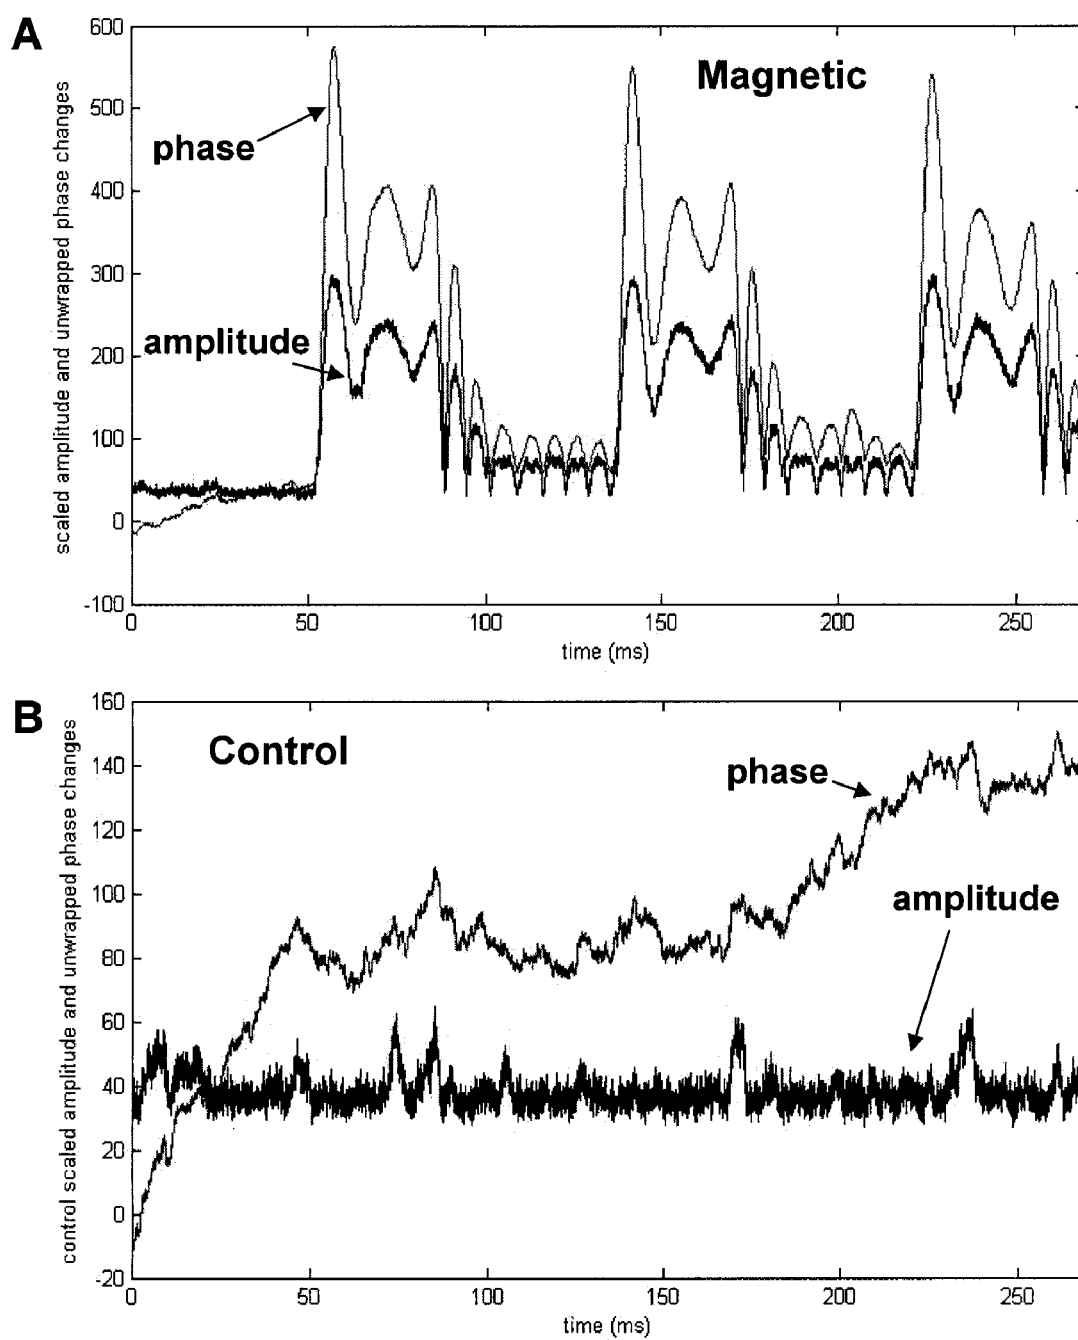 A
Magnetic
phase
amplitude
scaled amplitude and unwrapped phase changes
600
500
400
300
200
100
0
-100
0 50 100 150 200 250
time (ms)
B
Control
phase
amplitude
control scaled amplitude and unwrapped phase changes
160
140
120
100
80
60
40
20
0
-20
0 50 100 150 200 250
time (ms)